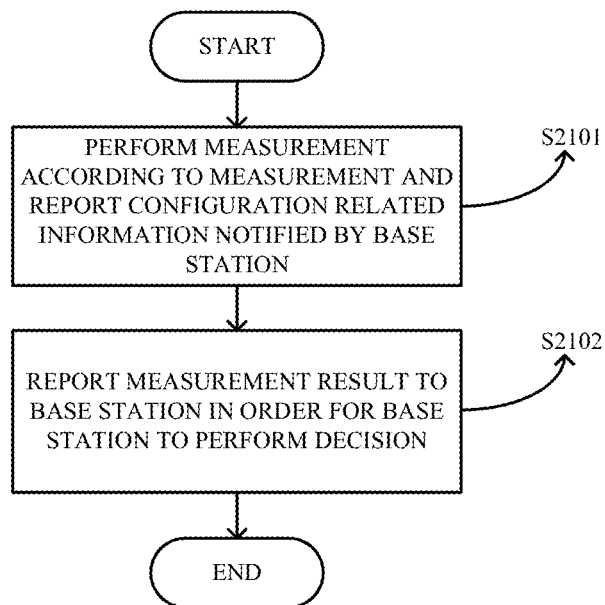 START
PERFORM MEASUREMENT
ACCORDING TO MEASUREMENT AND
REPORT CONFIGURATION RELATED
INFORMATION NOTIFIED BY BASE
STATION
S2101
REPORT MEASUREMENT RESULT TO
BASE STATION IN ORDER FOR BASE
STATION TO PERFORM DECISION
S2102
END